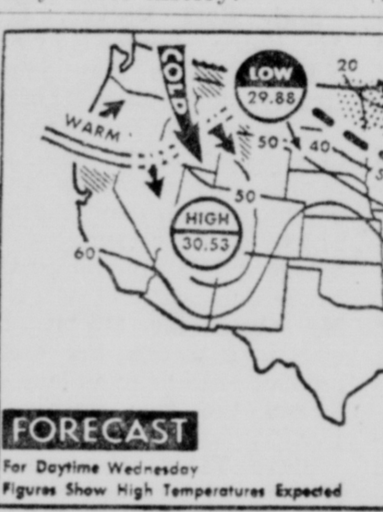 20
COLD
LOW
29.88
WARM
50
40
50
HIGH
30.53
60
FORECAST
For Daytime Wednesday
Figures Show High Temperatures Expected